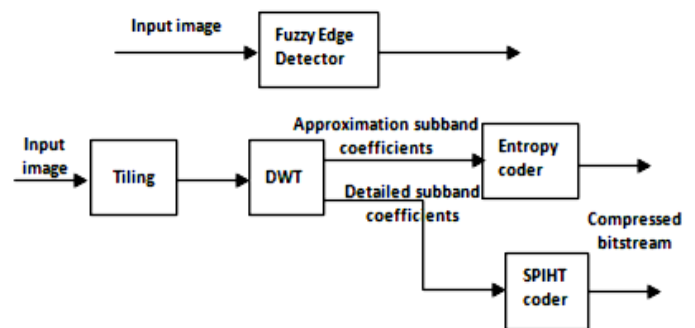 Input image
Fuzzy Edge
Detector
Input
image
Tiling
DWT
Approximation subband
coefficients
Detailed subband
coefficients
Entropy
coder
Compressed
bitstream
SPIHT
coder